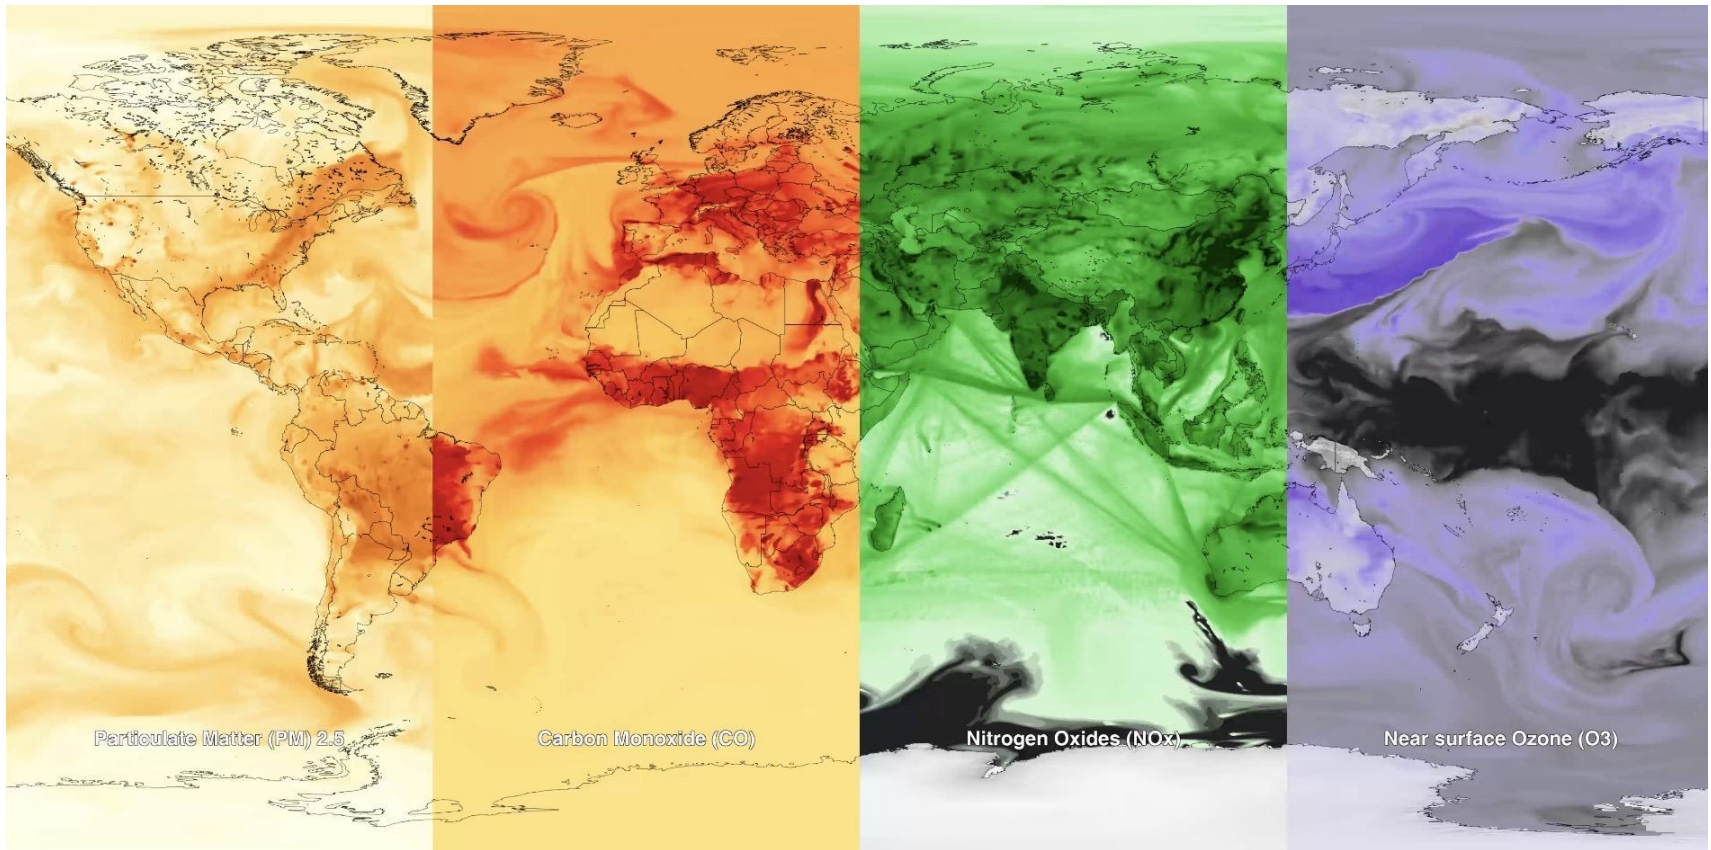 Particulate Matter (PM) 2.5
Carbon Monoxide (CO)
Nitrogen Oxides (NOx)
Near surface Ozone (O3)